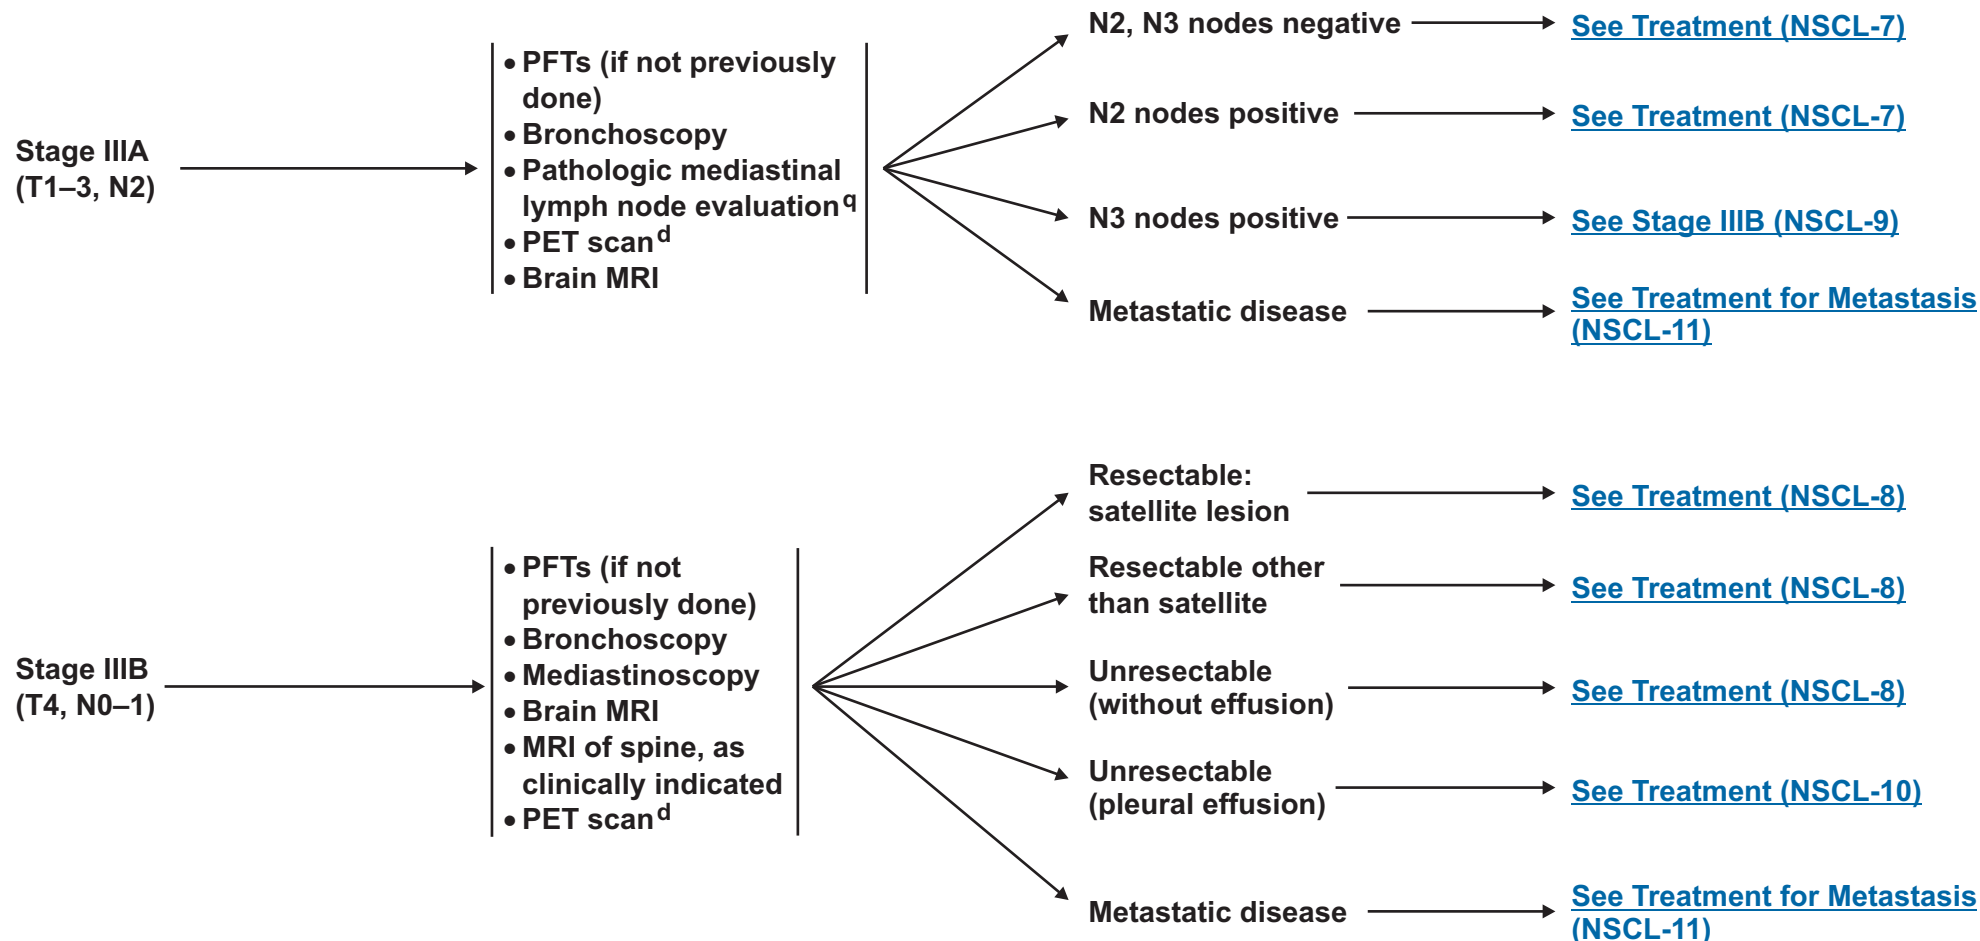 Stage IIIA
(T1–3, N2)
• PFTs (if not previously
done)
• Bronchoscopy
• Pathologic mediastinal
lymph node evaluation q
• PET scan d
• Brain MRI
N2, N3 nodes negative
See Treatment (NSCL-7)
N2 nodes positive
See Treatment (NSCL-7)
N3 nodes positive
See Stage IIIB (NSCL-9)
Metastatic disease
See Treatment for Metastasis
(NSCL-11)
Stage IIIB
(T4, N0–1)
• PFTs (if not
previously done)
• Bronchoscopy
• Mediastinoscopy
• Brain MRI
• MRI of spine, as
clinically indicated
• PET scan d
Resectable:
satellite lesion
See Treatment (NSCL-8)
Resectable other
than satellite
See Treatment (NSCL-8)
Unresectable
(without effusion)
See Treatment (NSCL-8)
Unresectable
(pleural effusion)
See Treatment (NSCL-10)
Metastatic disease
See Treatment for Metastasis
(NSCL-11)